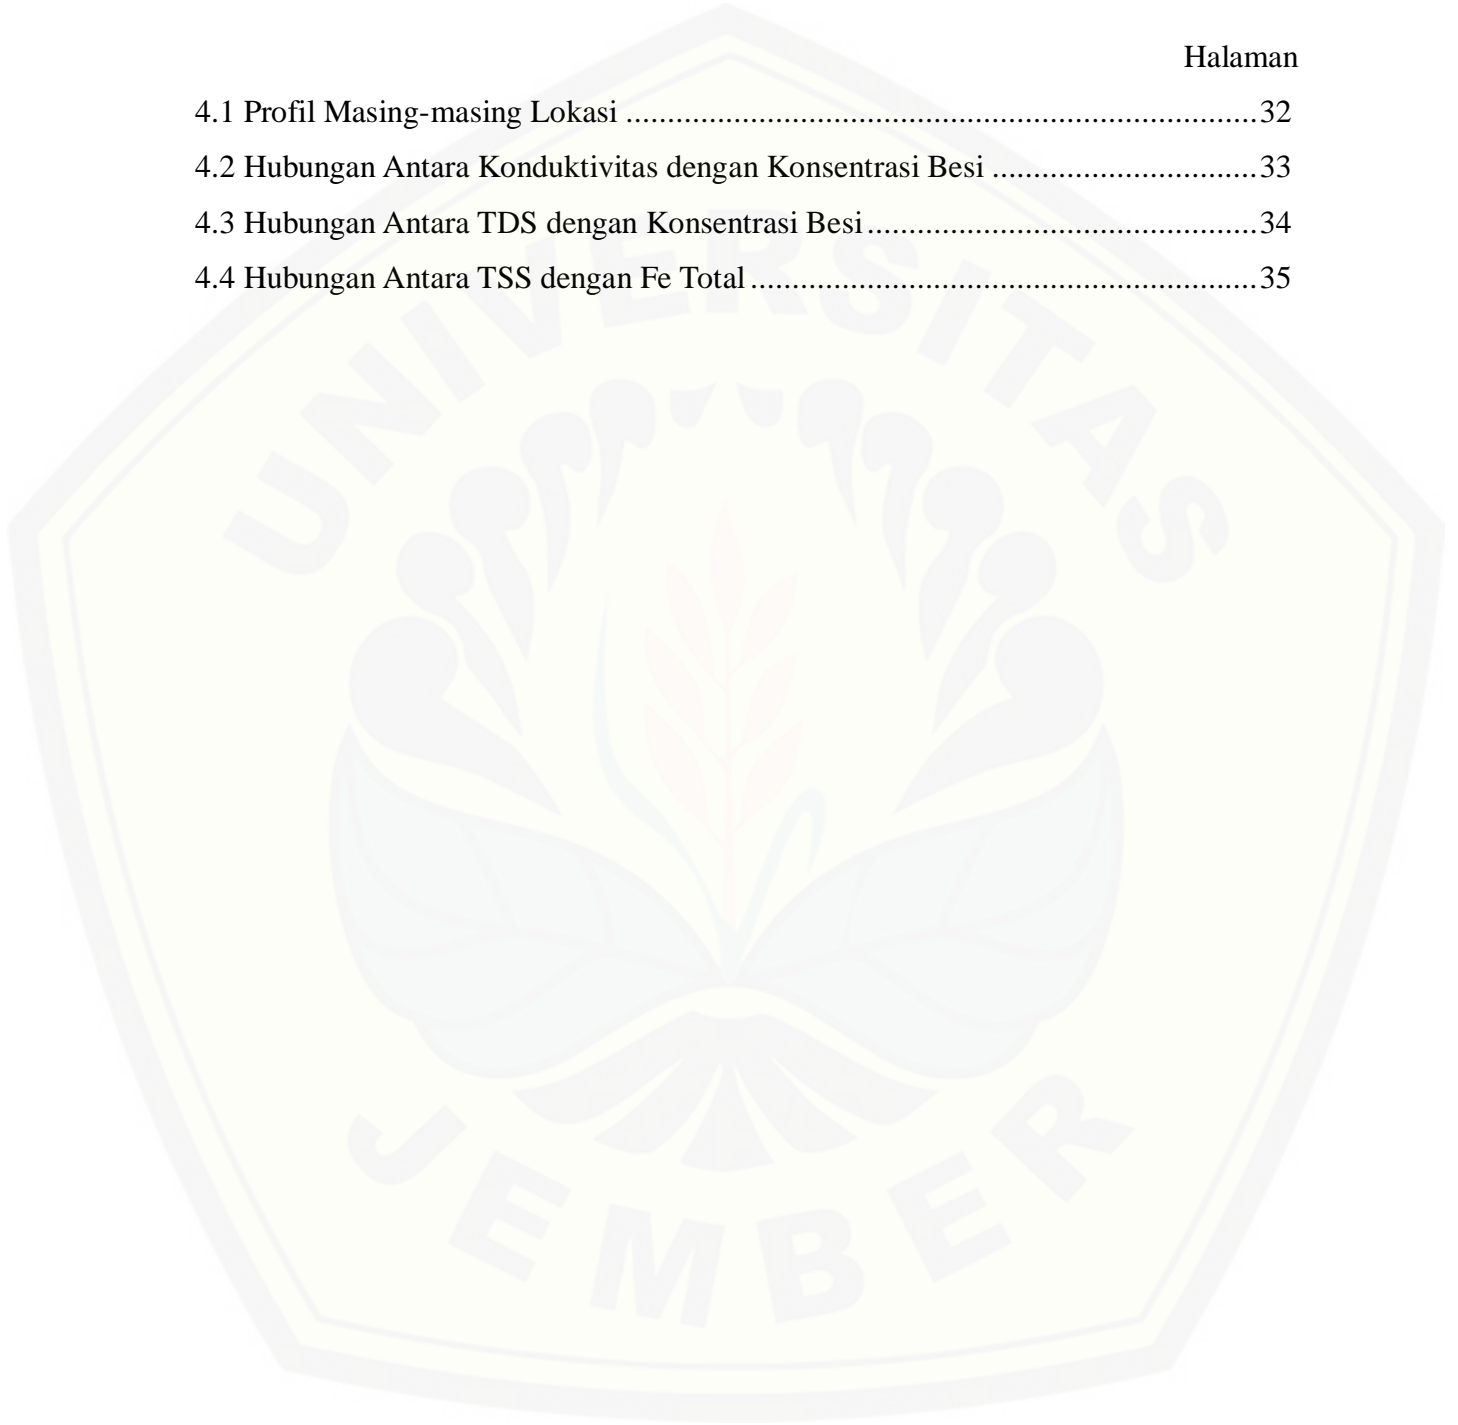 Halaman
4.1 Profil Masing-masing Lokasi ............................................................................32
4.2 Hubungan Antara Konduktivitas dengan Konsentrasi Besi ................................33
4.3 Hubungan Antara TDS dengan Konsentrasi Besi ...............................................34
4.4 Hubungan Antara TSS dengan Fe Total .............................................................35
UNIVERSITAS
JEMBER